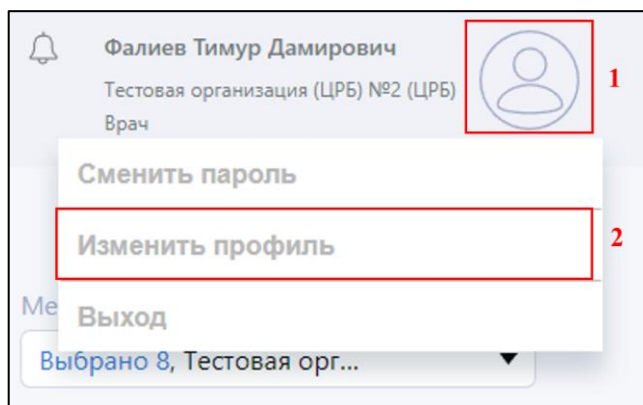 Фалиев Тимур Дамирович
1
Тестовая организация (ЦРБ) №2 (ЦРБ)
Врач
Сменить пароль
Изменить профиль
2
Ме
Выход
Выбрано 8, Тестовая орг...